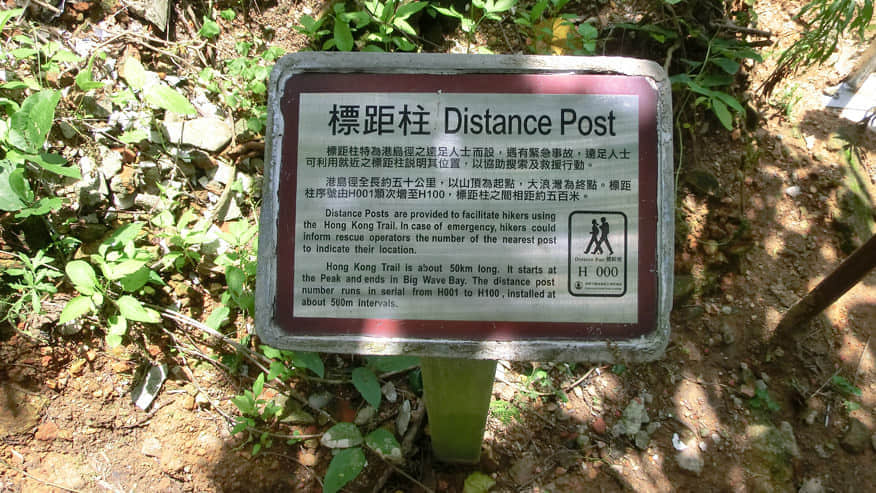 標距柱 Distance Post
標距柱特為港島徑之遠足人士而設，遇有緊急事故，遠足人士
可利用就近之標距柱説明其位置，以協助搜索及救援行動。
港島徑全長約五十公里，以山頂為起點，大浪灣為終點。標距
柱序號由H001順次增至H100，標距柱之間相距約五百米。
Distance Posts are provided to facilitate hikers using
the Hong Kong Trail. In case of emergency, hikers could
inform rescue operators the number of the nearest post
to indicate their location.
Hong Kong Trail is about 50km long. It starts at
the Peak and ends in Big Wave Bay. The distance post
number runs in serial from H001 to H100 , installed at
about 500m intervals.
Distance Post 標距柱
H 000